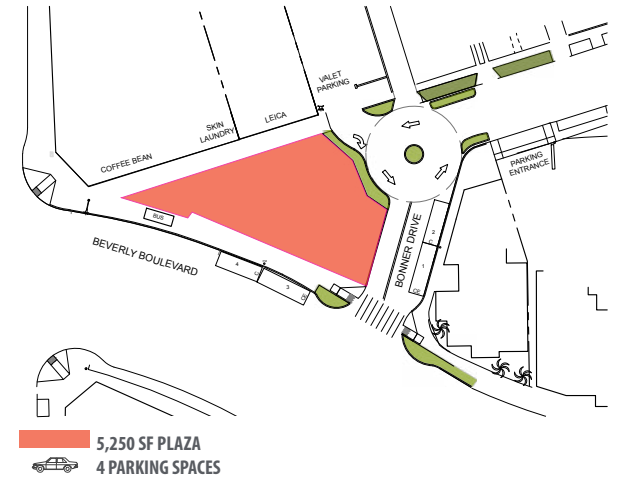 VALET
PARKING
LEICA
SKIN
LAUNDRY
COFFEE BEAN
PARKING
ENTRANCE
BUS
BEVERLY BOULEVARD
BONNER DRIVE
2
1
4
3
5,250 SF PLAZA
4 PARKING SPACES